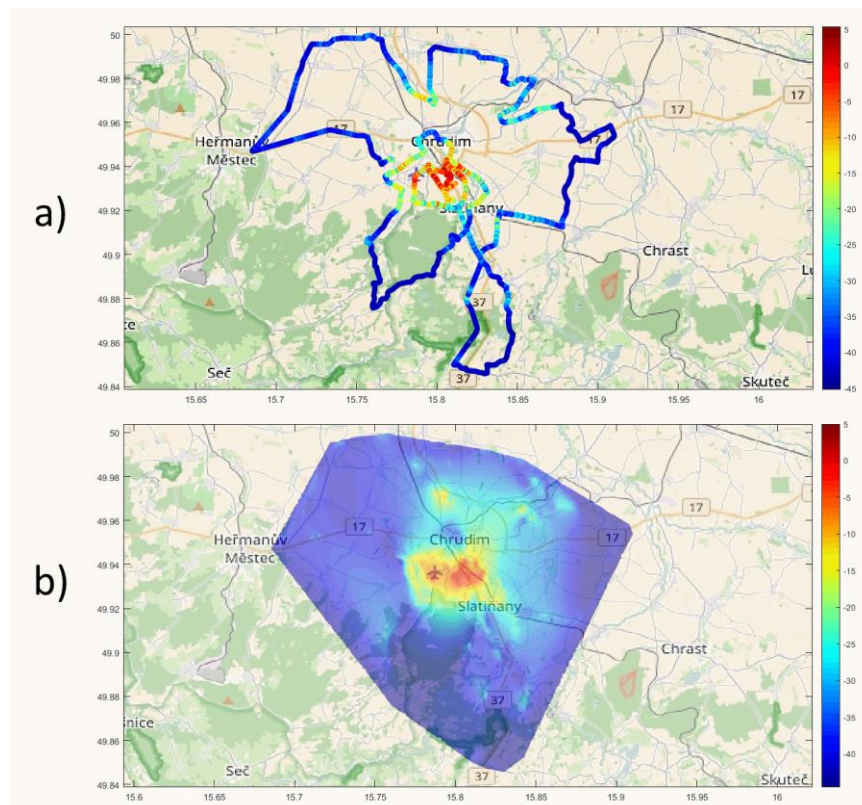 a)
50
49.98
49.96
49.94
49.92
49.9
49.88
49.86
49.84
17
17
17
Heřmanův
Městec
Chrudim
Slatiňany
Chrast
Lu
37
te
Seč
37
Skuteč
15.65 15.7 15.75 15.8 15.85 15.9 15.95 16
5
0
-5
-10
-15
-20
-25
-30
-35
-40
-45
b)
50
49.98
49.96
49.94
49.92
49.9
49.88
49.86
49.84
17
17
17
Heřmanův
Městec
Chrudim
Slatiňany
Chrast
37
šnice
Seč
37
Skuteč
15.6 15.65 15.7 15.75 15.8 15.85 15.9 15.95 16
5
0
-5
-10
-15
-20
-25
-30
-35
-40